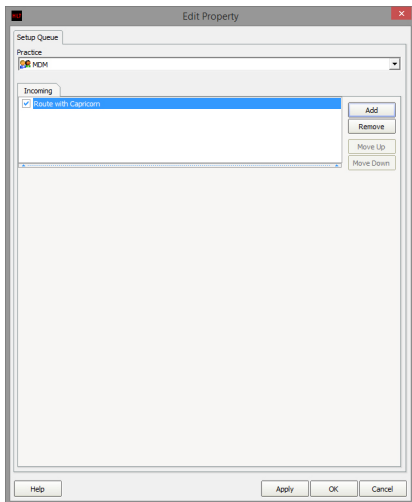 Edit Property
Setup Queue
Practice
MDM
Incoming
Route with Capricorn
Add
Remove
Move Up
Move Down
Help
Apply
OK
Cancel